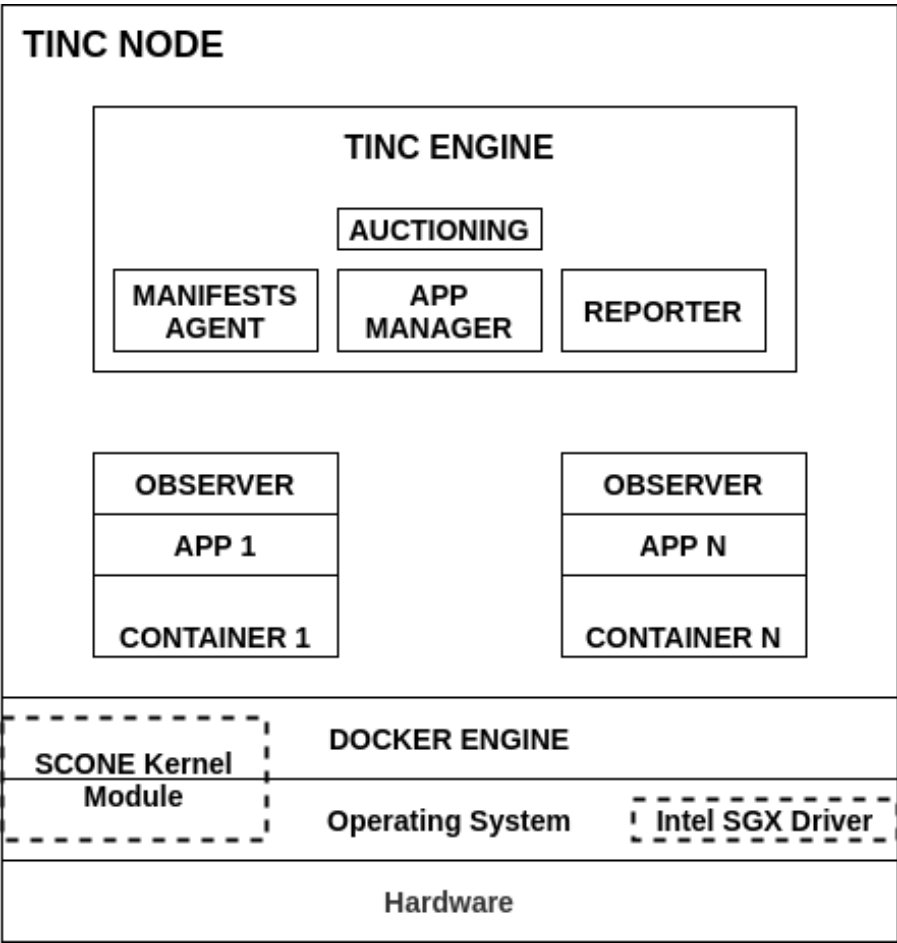 TINC NODE
TINC ENGINE
AUCTIONING
MANIFESTS
AGENT
APP
MANAGER
REPORTER
OBSERVER
APP 1
CONTAINER 1
OBSERVER
APP N
CONTAINER N
DOCKER ENGINE
SCONE Kernel
Module
Operating System
Intel SGX Driver
Hardware